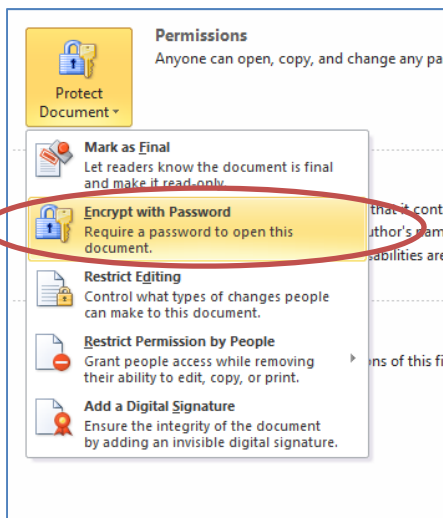 Permissions
Anyone can open, copy, and change any pa
Protect
Document
Mark as Final
Let readers know the document is final
and make it read-only.
Encrypt with Password
Require a password to open this
document.
that it cont
uthor's nam
sabilities are
Restrict Editing
Control what types of changes people
can make to this document.
Restrict Permission by People
Grant people access while removing
their ability to edit, copy, or print.
ns of this fi
Add a Digital Signature
Ensure the integrity of the document
by adding an invisible digital signature.